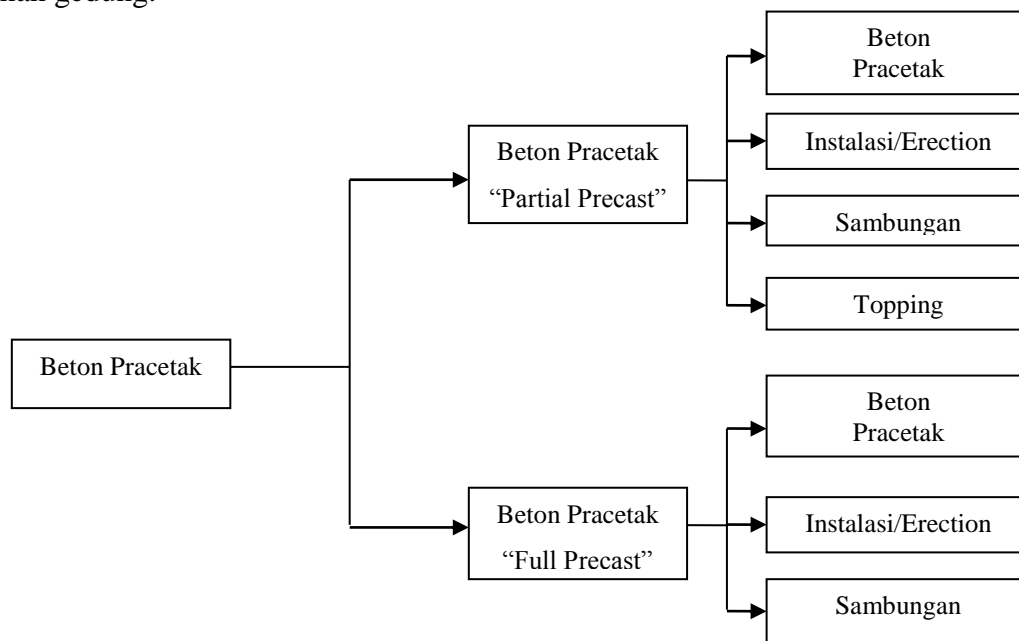 gedung.
Beton
Pracetak
Beton Pracetak
“Partial Precast”
Instalasi/Erection
Sambungan
Topping
Beton Pracetak
Beton
Pracetak
Beton Pracetak
“Full Precast”
Instalasi/Erection
Sambungan